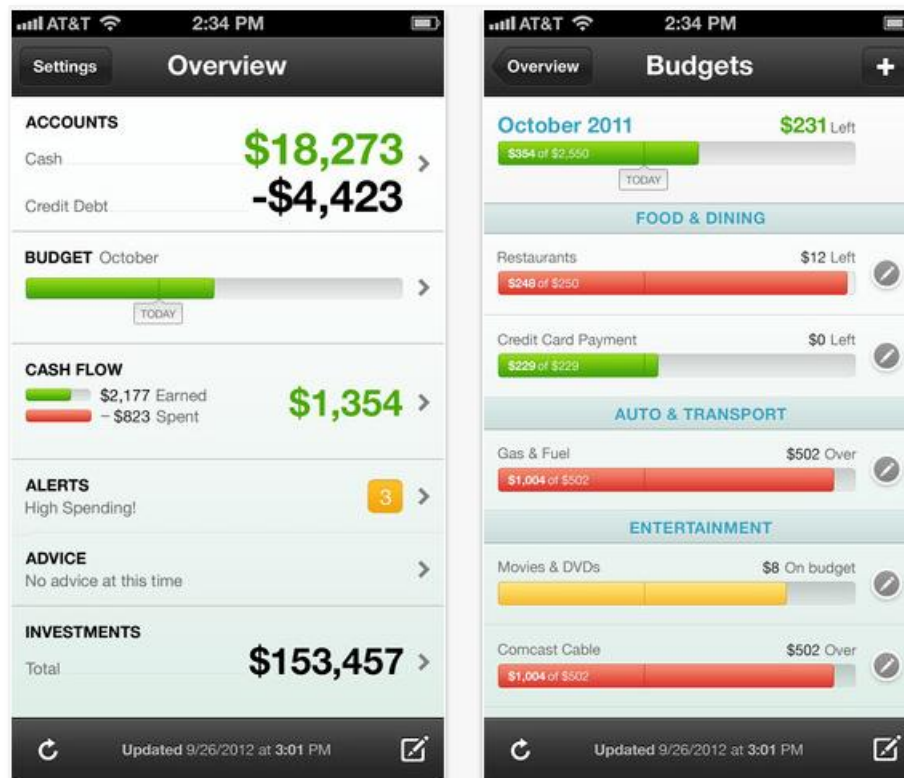 AT&T 2:34 PM
Settings Overview
ACCOUNTS
Cash $18,273
Credit Debt -$4,423
BUDGET October
TODAY
CASH FLOW
$2,177 Earned
– $823 Spent
$1,354
ALERTS
High Spending!
3
ADVICE
No advice at this time
INVESTMENTS
Total $153,457
Updated 9/26/2012 at 3:01 PM
AT&T 2:34 PM
Overview Budgets +
October 2011 $231 Left
$354 of $2,550
TODAY
FOOD & DINING
Restaurants $12 Left
$248 of $250
Credit Card Payment $0 Left
$229 of $229
AUTO & TRANSPORT
Gas & Fuel $502 Over
$1,004 of $502
ENTERTAINMENT
Movies & DVDs $8 On budget
Comcast Cable $502 Over
$1,004 of $502
Updated 9/26/2012 at 3:01 PM